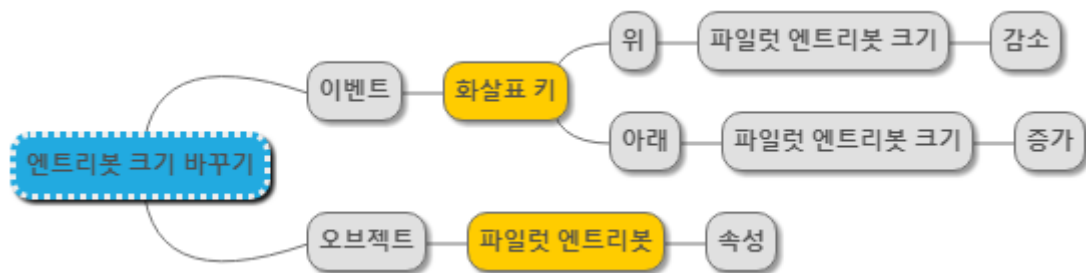 엔트리봇 크기 바꾸기
이벤트
화살표 키
위
파일럿 엔트리봇 크기
감소
아래
파일럿 엔트리봇 크기
증가
오브젝트
파일럿 엔트리봇
속성